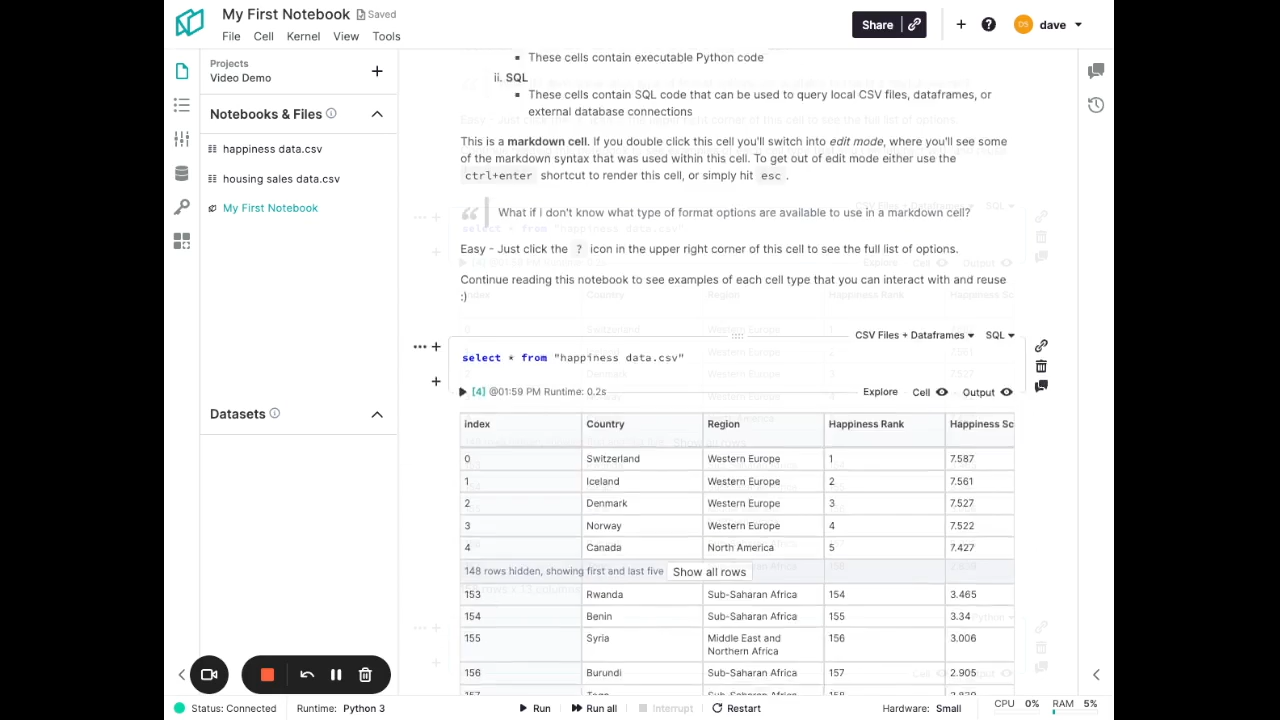 My First Notebook Saved
File Cell Kernel View Tools
Share
DS dave
Projects
Video Demo
Notebooks & Files
happiness data.csv
housing sales data.csv
My First Notebook
Datasets
These cells contain executable Python code
ii. SQL
These cells contain SQL code that can be used to query local CSV files, dataframes, or
external database connections
This is a markdown cell. If you double click this cell you'll switch into edit mode, where you'll see some
of the markdown syntax that was used within this cell. To get out of edit mode either use the
ctrl+enter shortcut to render this cell, or simply hit esc .
What if I don't know what type of format options are available to use in a markdown cell?
Easy - Just click the ? icon in the upper right corner of this cell to see the full list of options.
Continue reading this notebook to see examples of each cell type that you can interact with and reuse
:)
CSV Files + Dataframes SQL
select * from "happiness data.csv"
[4] @01:59 PM Runtime: 0.2s Explore Cell Output
index Country Region Happiness Rank Happiness Sc
0 Switzerland Western Europe 1 7.587
1 Iceland Western Europe 2 7.561
2 Denmark Western Europe 3 7.527
3 Norway Western Europe 4 7.522
4 Canada North America 5 7.427
148 rows hidden, showing first and last five Show all rows
153 Rwanda Sub-Saharan Africa 154 3.465
154 Benin Sub-Saharan Africa 155 3.34
155 Syria Middle East and 156 3.006
Northern Africa
156 Burundi Sub-Saharan Africa 157 2.905
157 Togo Sub-Saharan Africa 158 2.839
Status: Connected Runtime: Python 3 Run Run all Interrupt Restart Hardware: Small CPU 0% RAM 5%